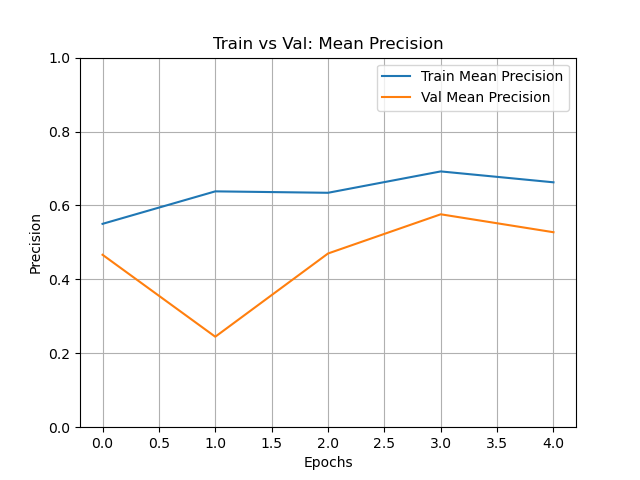 Train vs Val: Mean Precision
Train Mean Precision
Val Mean Precision
Precision
1.0
0.8
0.6
0.4
0.2
0.0
0.0 0.5 1.0 1.5 2.0 2.5 3.0 3.5 4.0
Epochs